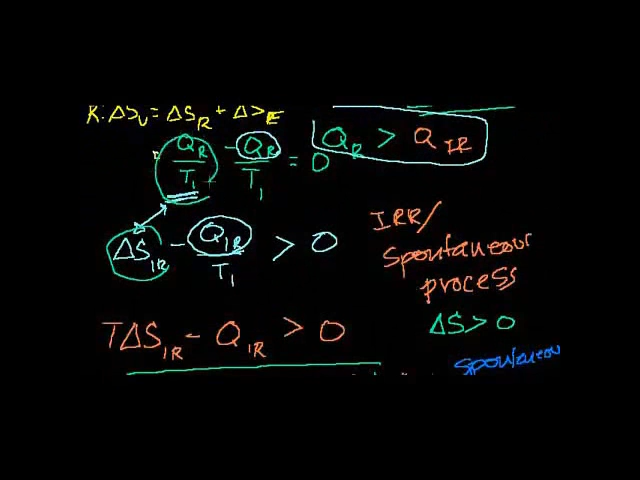 R: ΔS_U = ΔS_R + ΔS_E
Q_R/T_1 - Q_R/T_1 = 0
Q_R > Q_IR
ΔS_IR - Q_IR/T_1 > 0
IRR/
Spontaneous
process
TΔS_IR - Q_IR > 0
ΔS > 0
Spontaneou